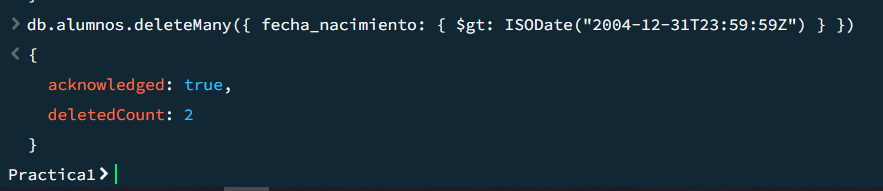 > db.alumnos.deleteMany({ fecha_nacimiento: { $gt: ISODate("2004-12-31T23:59:59Z") } })
< {
acknowledged: true,
deletedCount: 2
}
Practica1>